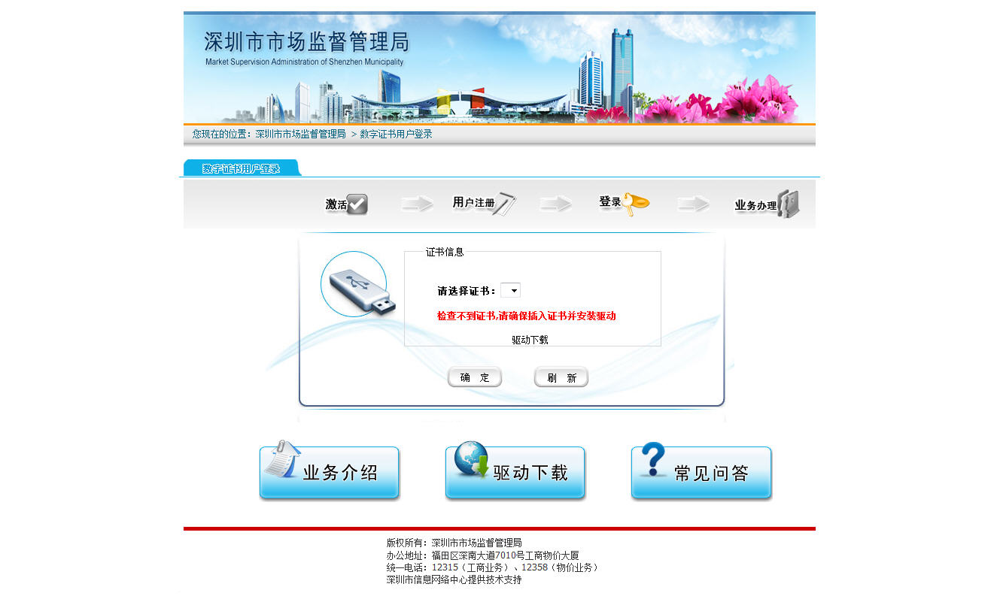 深圳市市场监督管理局
Market Supervision Administration of Shenzhen Municipality
您现在的位置：深圳市市场监督管理局 > 数字证书用户登录
数字证书用户登录
激活 用户注册 登录 业务办理
证书信息
请选择证书：
检查不到证书,请确保插入证书并安装驱动
驱动下载
确 定 刷 新
业务介绍 驱动下载 常见问答
版权所有：深圳市市场监督管理局
办公地址：福田区深南大道7010号工商物价大厦
统一电话：12315（工商业务）、12358（物价业务）
深圳市信息网络中心提供技术支持